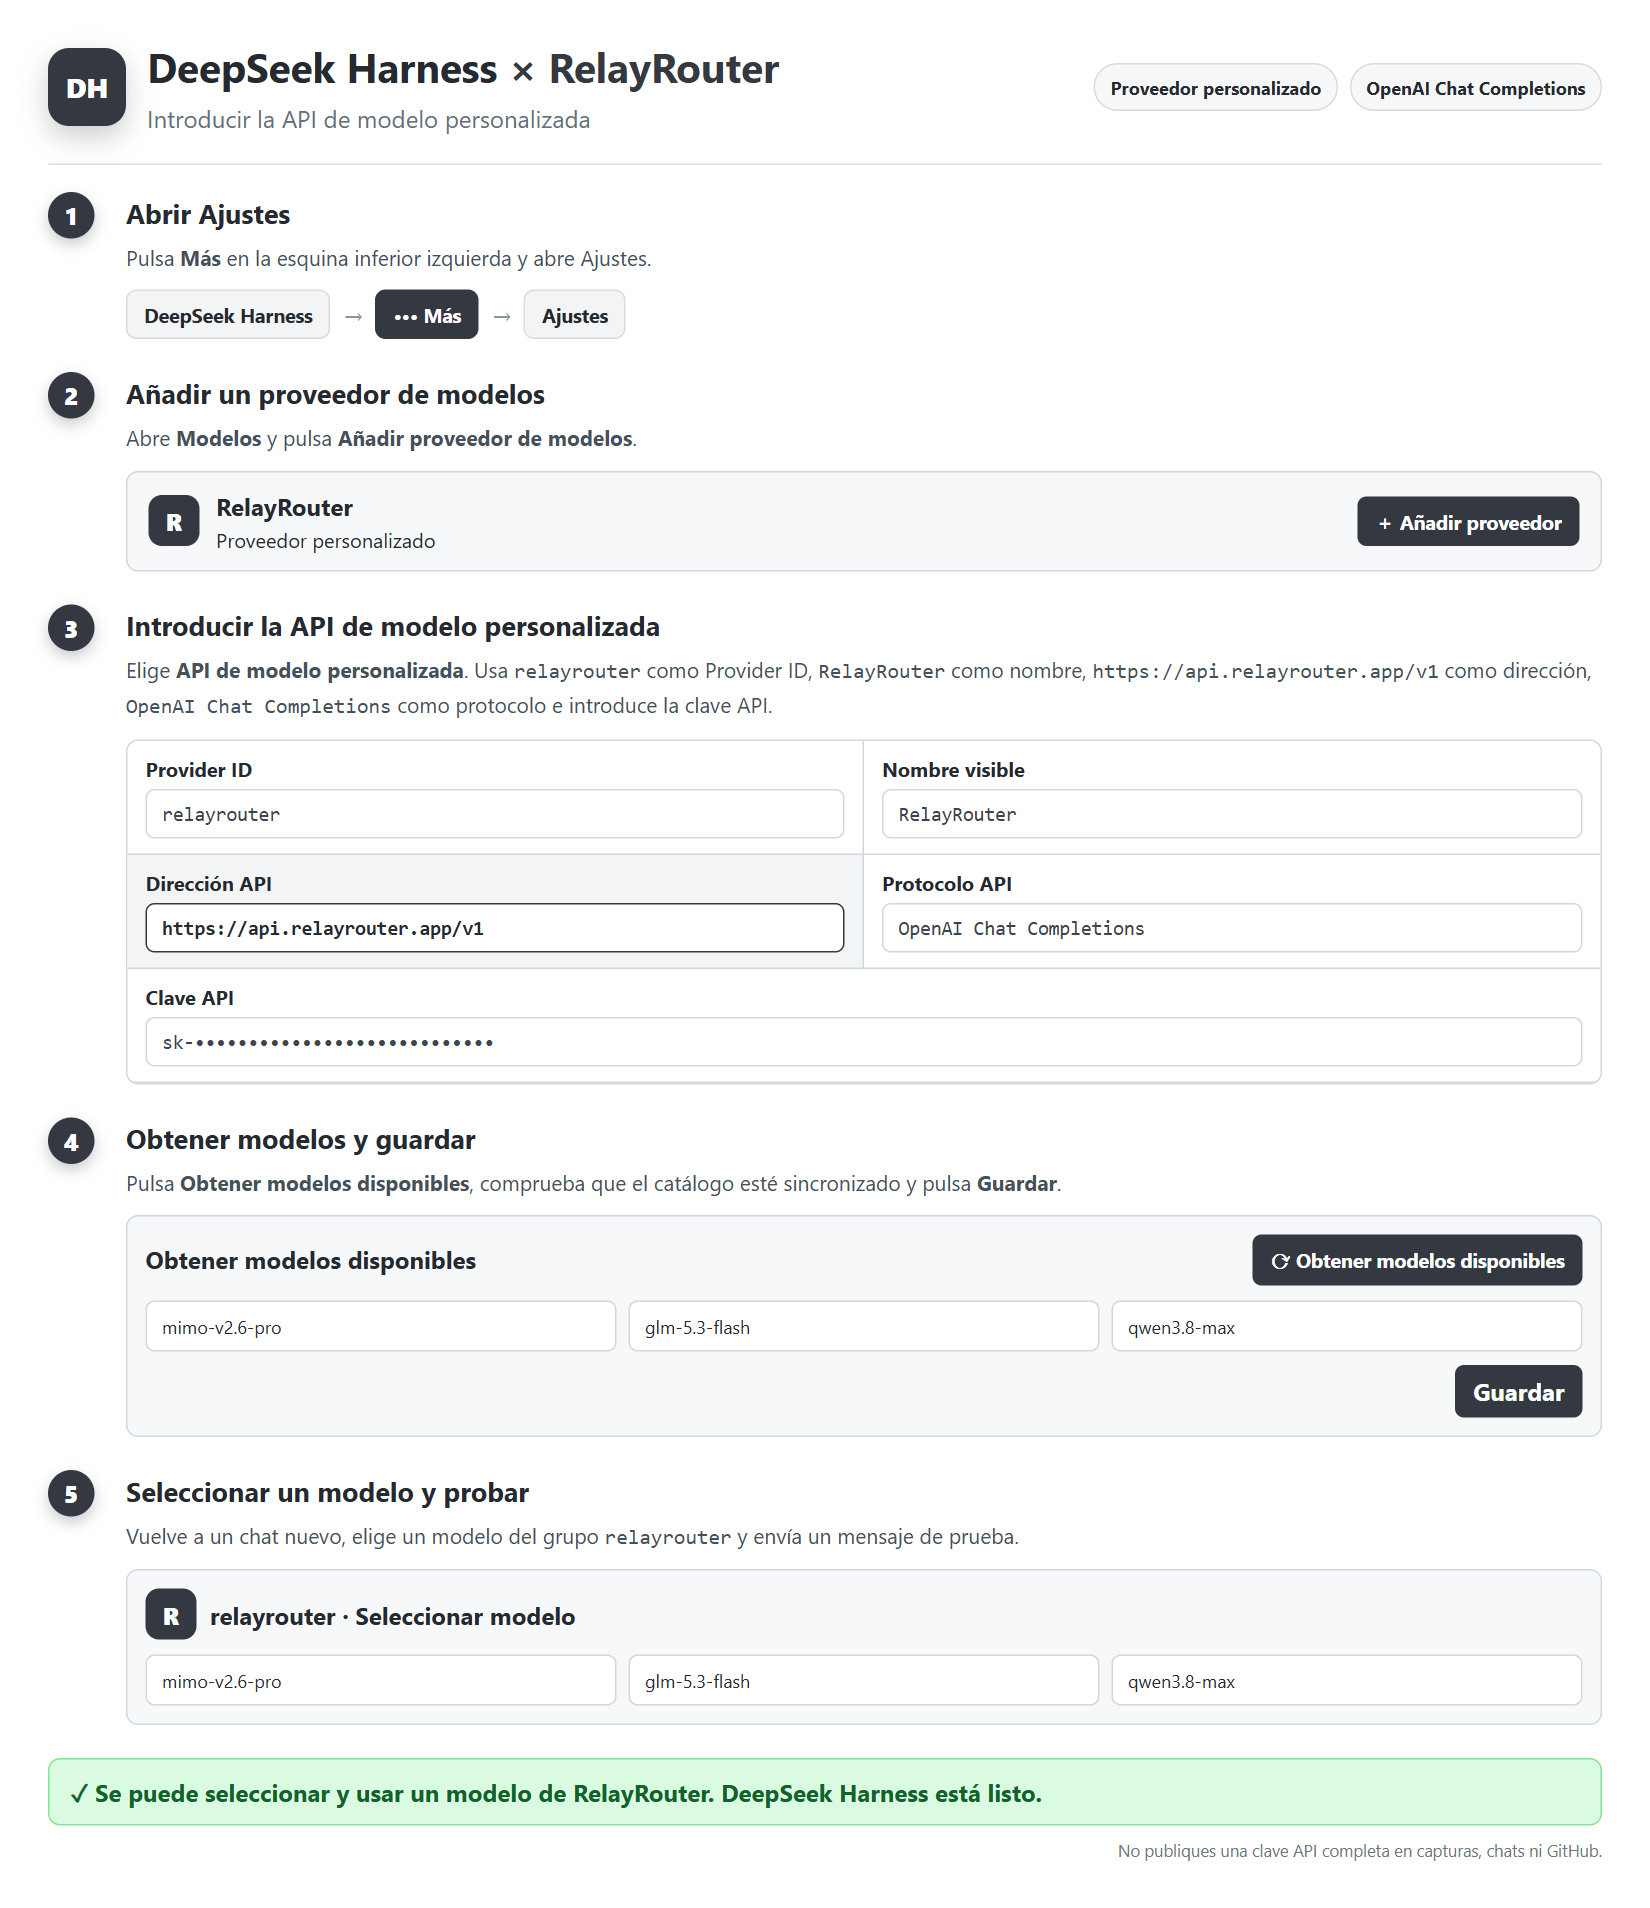 DH
DeepSeek Harness × RelayRouter
Introducir la API de modelo personalizada
Proveedor personalizado
OpenAI Chat Completions
1
Abrir Ajustes
Pulsa Más en la esquina inferior izquierda y abre Ajustes.
DeepSeek Harness → ••• Más → Ajustes
2
Añadir un proveedor de modelos
Abre Modelos y pulsa Añadir proveedor de modelos.
R
RelayRouter
Proveedor personalizado
+ Añadir proveedor
3
Introducir la API de modelo personalizada
Elige API de modelo personalizada. Usa relayrouter como Provider ID, RelayRouter como nombre, https://api.relayrouter.app/v1 como dirección,
OpenAI Chat Completions como protocolo e introduce la clave API.
Provider ID
relayrouter
Nombre visible
RelayRouter
Dirección API
https://api.relayrouter.app/v1
Protocolo API
OpenAI Chat Completions
Clave API
sk-••••••••••••••••••••••••••••
4
Obtener modelos y guardar
Pulsa Obtener modelos disponibles, comprueba que el catálogo esté sincronizado y pulsa Guardar.
Obtener modelos disponibles
⟳ Obtener modelos disponibles
mimo-v2.6-pro
glm-5.3-flash
qwen3.8-max
Guardar
5
Seleccionar un modelo y probar
Vuelve a un chat nuevo, elige un modelo del grupo relayrouter y envía un mensaje de prueba.
R
relayrouter · Seleccionar modelo
mimo-v2.6-pro
glm-5.3-flash
qwen3.8-max
✓ Se puede seleccionar y usar un modelo de RelayRouter. DeepSeek Harness está listo.
No publiques una clave API completa en capturas, chats ni GitHub.